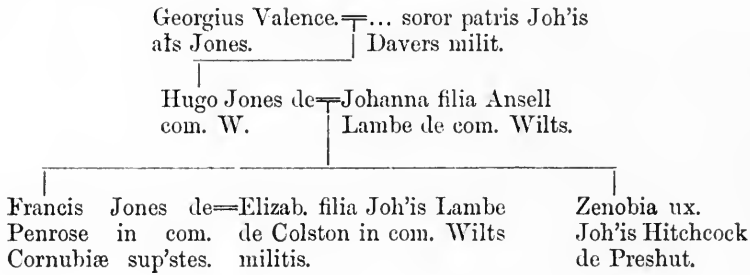 Georgius Valence.=... soror patris Joh'is
ałs Jones. Davers milit.
Hugo Jones de=Johanna filia Ansell
com. W. Lambe de com. Wilts.
Francis Jones de=Elizab. filia Joh'is Lambe Zenobia ux.
Penrose in com. de Colston in com. Wilts Joh'is Hitchcock
Cornubiæ sup'stes. militis. de Preshut.